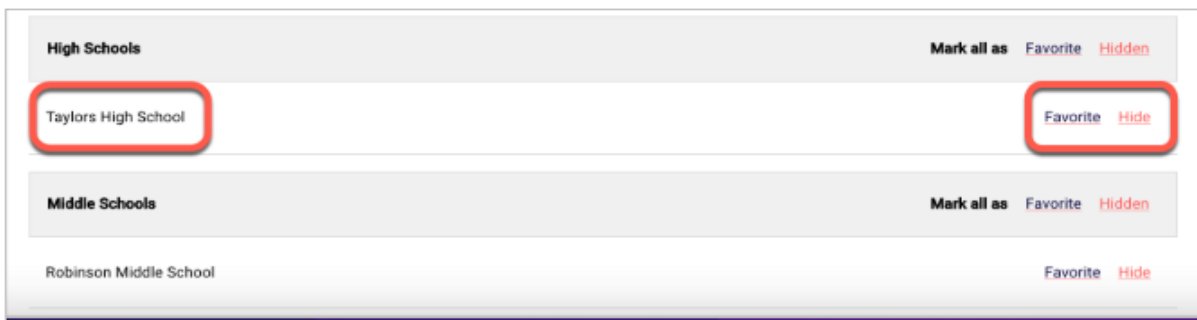 High Schools Mark all as Favorite Hidden
Taylors High School Favorite Hide
Middle Schools Mark all as Favorite Hidden
Robinson Middle School Favorite Hide